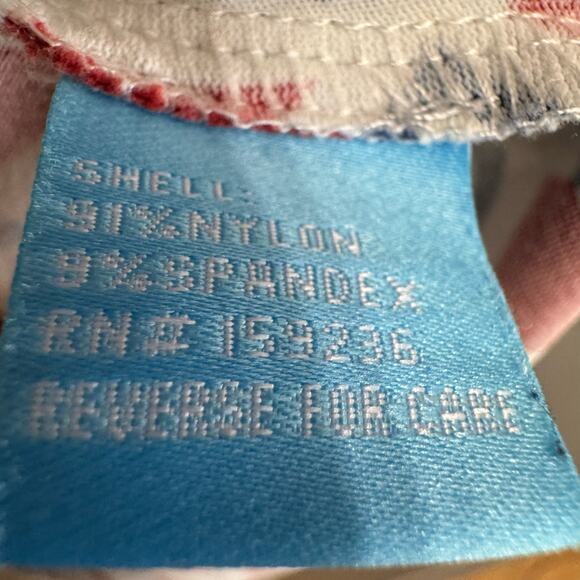 SHELL:
91%NYLON
9%SPANDEX
RN# 159236
REVERSE FOR CARE